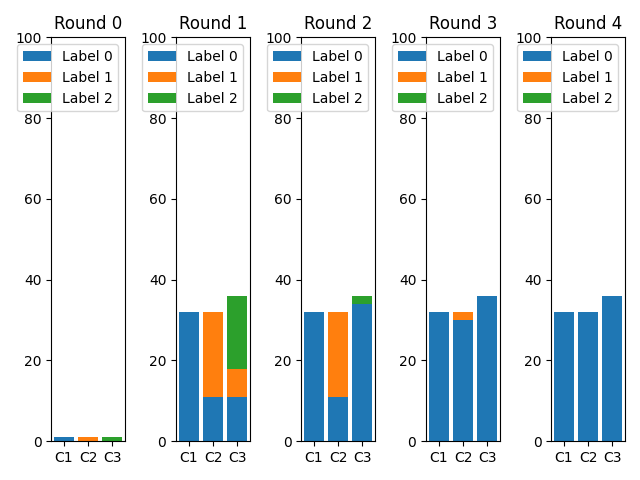 Round 0 Round 1 Round 2 Round 3 Round 4
100 100 100 100 100
Label 0 Label 0 Label 0 Label 0 Label 0
Label 1 Label 1 Label 1 Label 1 Label 1
Label 2 Label 2 Label 2 Label 2 Label 2
80 80 80 80 80
60 60 60 60 60
40 40 40 40 40
20 20 20 20 20
0 0 0 0 0
C1 C2 C3 C1 C2 C3 C1 C2 C3 C1 C2 C3 C1 C2 C3